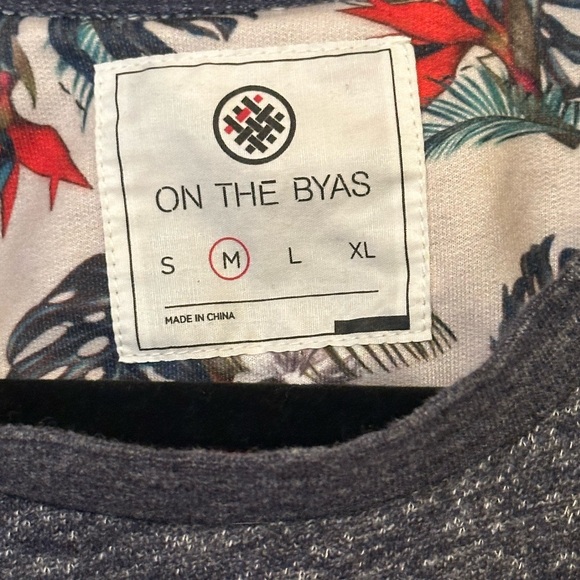 ON THE BYAS
S M L XL
MADE IN CHINA